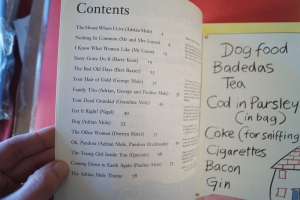 Contents
The House Where I Live (Adrian Mole) 4
Nothing In Common (Mr and Mrs Lucas)
I Know What Women Like (Mr Lucas)
Sorry Gotta Do It (Barry Kent)
The Bad Old Days (Bert Baxter)
Your Hair of Gold (George Mole)
Family Trio (Adrian, George and Pauline Mole)
Your Dead Grandad (Grandma Mole)
Get It Right! (Nigel)
Dog (Adrian Mole)
The Other Woman (Doreen Slater)
Oh, Pandora (Adrian Mole, Pandora Braithwaite)
The Young Girl Inside You (Queenie)
Coming Down to Earth Again (Pauline Mole)
The Adrian Mole Theme 78
Dog food
Badedas
Tea
Cod in Parsley
(in bag)
Coke (for sniffing)
Cigarettes
Bacon
Gin